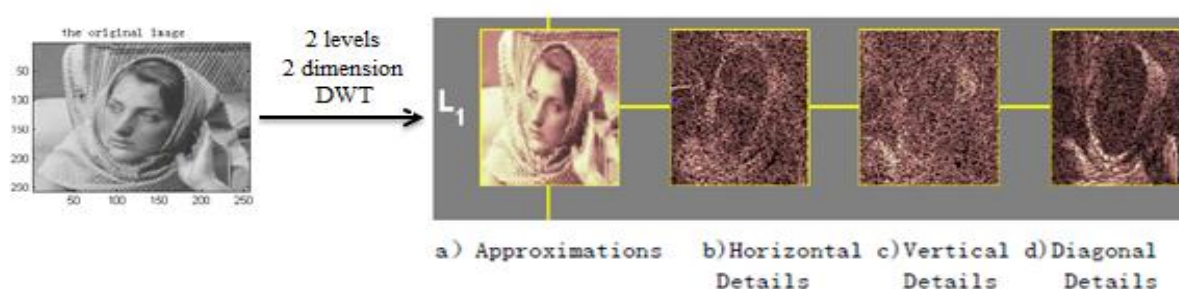 the original image
50
100
150
200
250
50 100 150 200 250
2 levels
2 dimension
DWT
L1
a) Approximations b)Horizontal c)Vertical d)Diagonal
Details Details Details